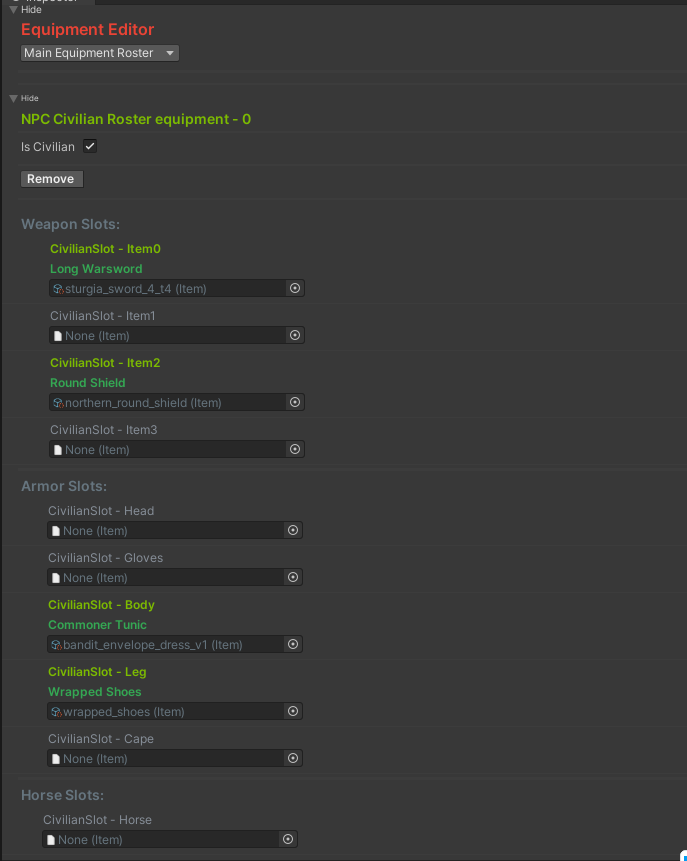 Hide
Equipment Editor
Main Equipment Roster
Hide
NPC Civilian Roster equipment - 0
Is Civilian
Remove
Weapon Slots:
CivilianSlot - Item0
Long Warsword
sturgia_sword_4_t4 (Item)
CivilianSlot - Item1
None (Item)
CivilianSlot - Item2
Round Shield
northern_round_shield (Item)
CivilianSlot - Item3
None (Item)
Armor Slots:
CivilianSlot - Head
None (Item)
CivilianSlot - Gloves
None (Item)
CivilianSlot - Body
Commoner Tunic
bandit_envelope_dress_v1 (Item)
CivilianSlot - Leg
Wrapped Shoes
wrapped_shoes (Item)
CivilianSlot - Cape
None (Item)
Horse Slots:
CivilianSlot - Horse
None (Item)